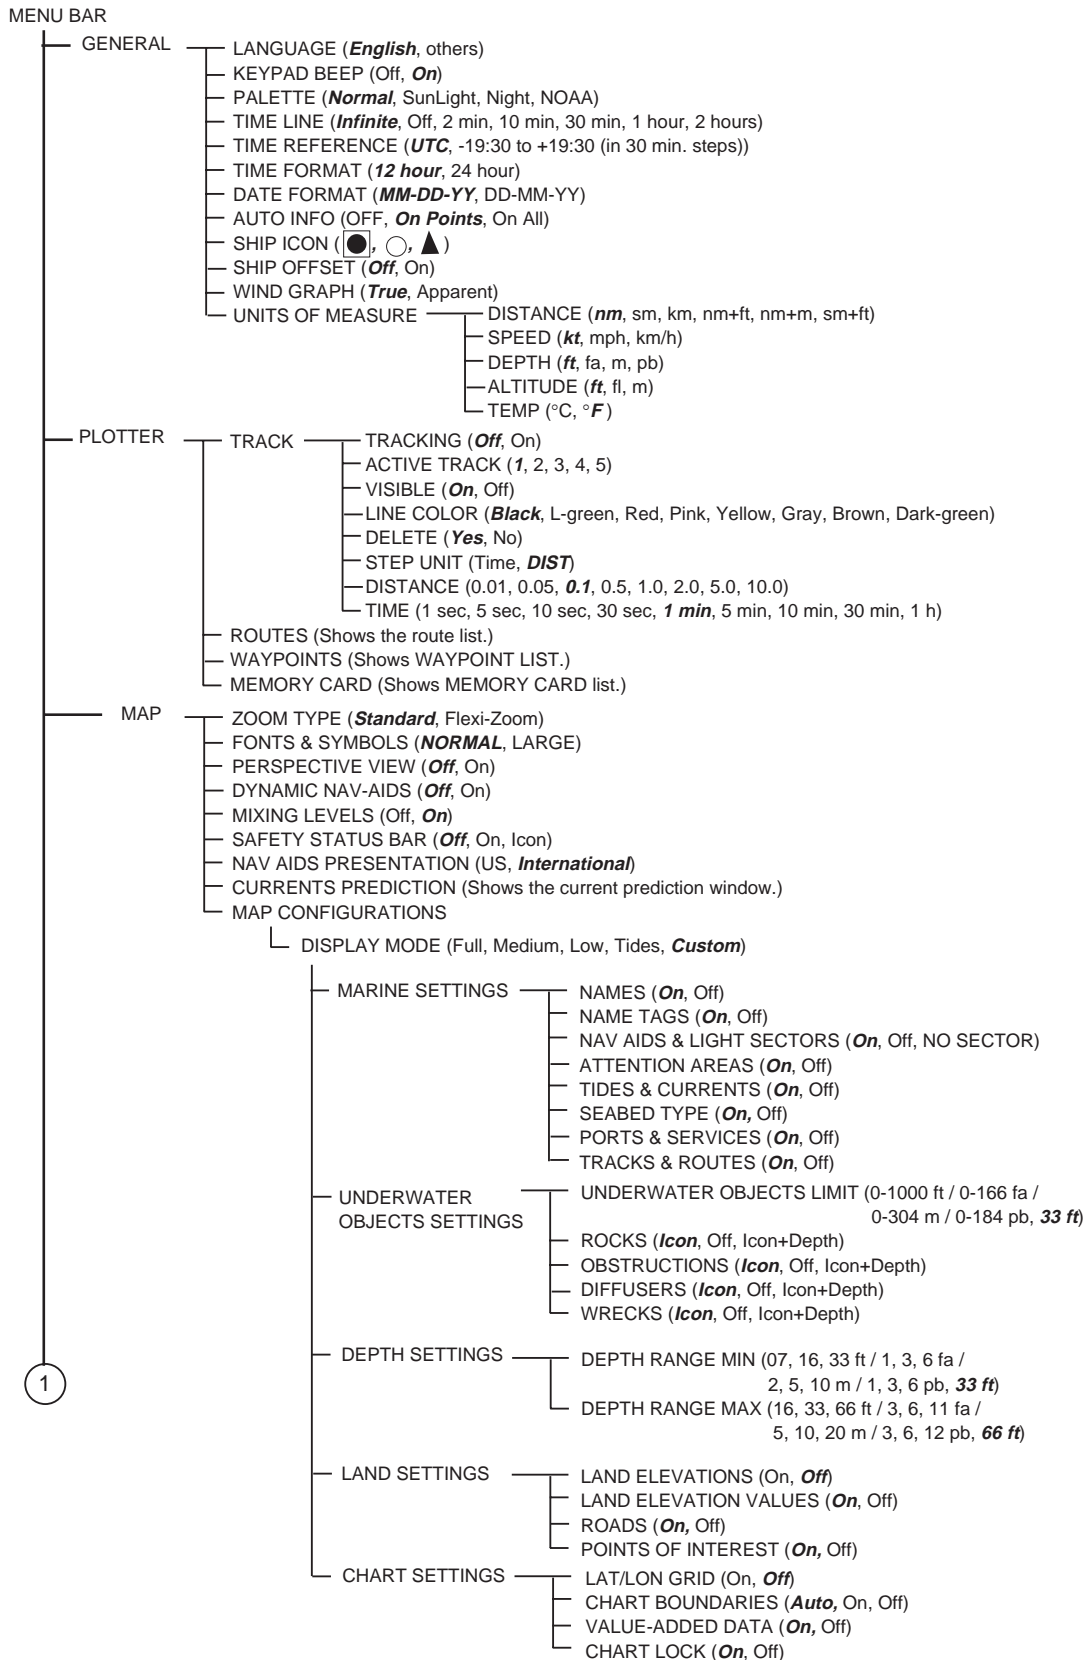 MENU BAR
GENERAL
LANGUAGE (English, others)
KEYPAD BEEP (Off, On)
PALETTE (Normal, SunLight, Night, NOAA)
TIME LINE (Infinite, Off, 2 min, 10 min, 30 min, 1 hour, 2 hours)
TIME REFERENCE (UTC, -19:30 to +19:30 (in 30 min. steps))
TIME FORMAT (12 hour, 24 hour)
DATE FORMAT (MM-DD-YY, DD-MM-YY)
AUTO INFO (OFF, On Points, On All)
SHIP ICON ( , , )
SHIP OFFSET (Off, On)
WIND GRAPH (True, Apparent)
UNITS OF MEASURE
DISTANCE (nm, sm, km, nm+ft, nm+m, sm+ft)
SPEED (kt, mph, km/h)
DEPTH (ft, fa, m, pb)
ALTITUDE (ft, fl, m)
TEMP (°C, °F )
PLOTTER
TRACK
TRACKING (Off, On)
ACTIVE TRACK (1, 2, 3, 4, 5)
VISIBLE (On, Off)
LINE COLOR (Black, L-green, Red, Pink, Yellow, Gray, Brown, Dark-green)
DELETE (Yes, No)
STEP UNIT (Time, DIST)
DISTANCE (0.01, 0.05, 0.1, 0.5, 1.0, 2.0, 5.0, 10.0)
TIME (1 sec, 5 sec, 10 sec, 30 sec, 1 min, 5 min, 10 min, 30 min, 1 h)
ROUTES (Shows the route list.)
WAYPOINTS (Shows WAYPOINT LIST.)
MEMORY CARD (Shows MEMORY CARD list.)
MAP
ZOOM TYPE (Standard, Flexi-Zoom)
FONTS & SYMBOLS (NORMAL, LARGE)
PERSPECTIVE VIEW (Off, On)
DYNAMIC NAV-AIDS (Off, On)
MIXING LEVELS (Off, On)
SAFETY STATUS BAR (Off, On, Icon)
NAV AIDS PRESENTATION (US, International)
CURRENTS PREDICTION (Shows the current prediction window.)
MAP CONFIGURATIONS
DISPLAY MODE (Full, Medium, Low, Tides, Custom)
MARINE SETTINGS
NAMES (On, Off)
NAME TAGS (On, Off)
NAV AIDS & LIGHT SECTORS (On, Off, NO SECTOR)
ATTENTION AREAS (On, Off)
TIDES & CURRENTS (On, Off)
SEABED TYPE (On, Off)
PORTS & SERVICES (On, Off)
TRACKS & ROUTES (On, Off)
UNDERWATER
OBJECTS SETTINGS
UNDERWATER OBJECTS LIMIT (0-1000 ft / 0-166 fa /
0-304 m / 0-184 pb, 33 ft)
ROCKS (Icon, Off, Icon+Depth)
OBSTRUCTIONS (Icon, Off, Icon+Depth)
DIFFUSERS (Icon, Off, Icon+Depth)
WRECKS (Icon, Off, Icon+Depth)
DEPTH SETTINGS
DEPTH RANGE MIN (07, 16, 33 ft / 1, 3, 6 fa /
2, 5, 10 m / 1, 3, 6 pb, 33 ft)
DEPTH RANGE MAX (16, 33, 66 ft / 3, 6, 11 fa /
5, 10, 20 m / 3, 6, 12 pb, 66 ft)
1
LAND SETTINGS
LAND ELEVATIONS (On, Off)
LAND ELEVATION VALUES (On, Off)
ROADS (On, Off)
POINTS OF INTEREST (On, Off)
CHART SETTINGS
LAT/LON GRID (On, Off)
CHART BOUNDARIES (Auto, On, Off)
VALUE-ADDED DATA (On, Off)
CHART LOCK (On, Off)